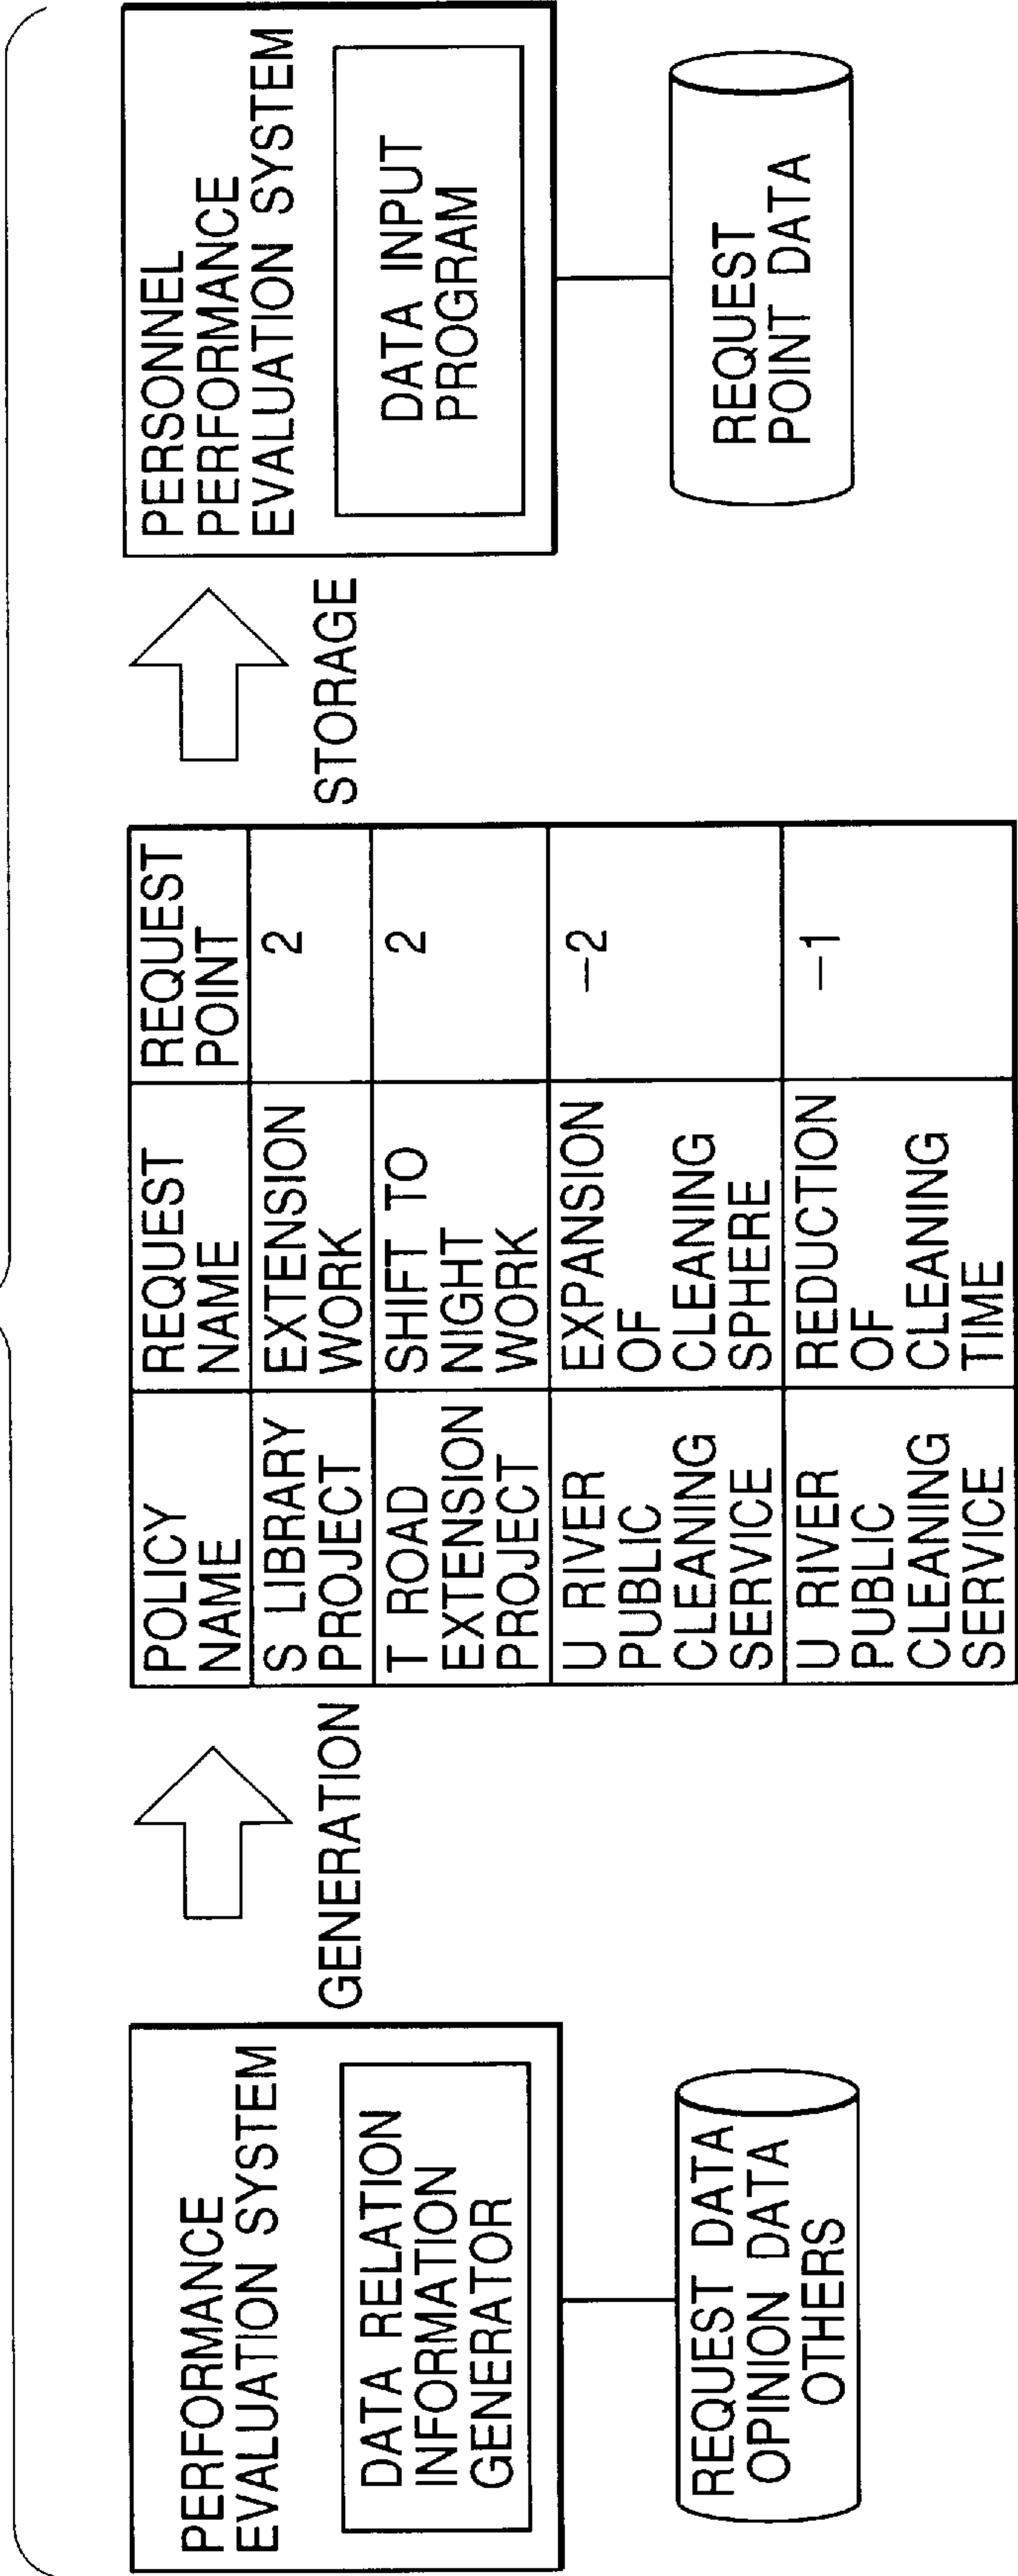 PERFORMANCE
EVALUATION SYSTEM
DATA RELATION
INFORMATION
GENERATOR
REQUEST DATA
OPINION DATA
OTHERS
GENERATION
POLICY
NAME
REQUEST
NAME
REQUEST
POINT
S LIBRARY
PROJECT
EXTENSION
WORK
2
T ROAD
EXTENSION
PROJECT
SHIFT TO
NIGHT
WORK
2
U RIVER
PUBLIC
CLEANING
SERVICE
EXPANSION
OF
CLEANING
SPHERE
−2
U RIVER
PUBLIC
CLEANING
SERVICE
REDUCTION
OF
CLEANING
TIME
−1
STORAGE
PERSONNEL
PERFORMANCE
EVALUATION SYSTEM
DATA INPUT
PROGRAM
REQUEST
POINT DATA